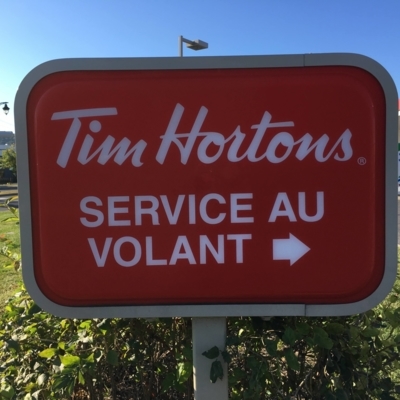 Tim Hortons®
SERVICE AU
VOLANT →